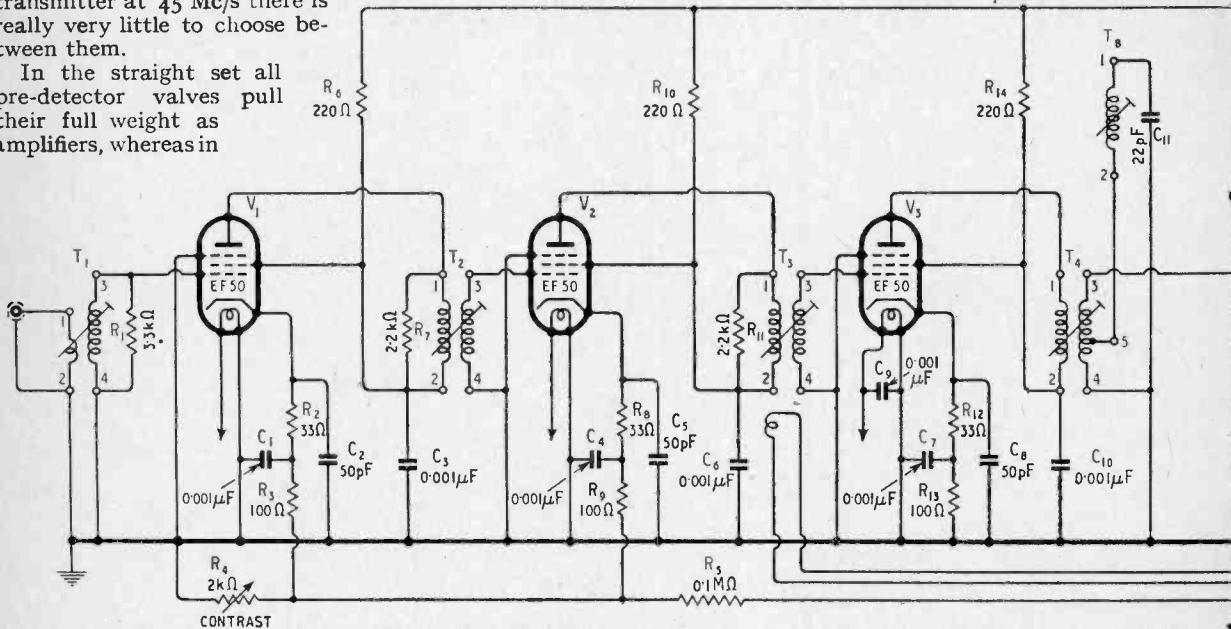 transmitter at 45 Mc/s there is
really very little to choose be-
tween them.
In the straight set all
pre-detector valves pull
their full weight as
amplifiers, whereas in
R6
220Ω
R10
220Ω
R14
220Ω
T8
1
2
C11
22pF
T1
1
2
3
4
R1
3·3kΩ
V1
EF50
R2
33Ω
C1
0·001μF
C2
50pF
R3
100Ω
R4
2kΩ
CONTRAST
T2
1
2
3
4
R7
2·2kΩ
C3
0·001μF
V2
EF50
R8
33Ω
C4
0·001μF
C5
50pF
R9
100Ω
R5
0·1MΩ
T3
1
2
3
4
R11
2·2kΩ
C6
0·001μF
V3
EF50
C9
0·001
μF
R12
33Ω
C7
0·001μF
C8
50pF
R13
100Ω
T4
1
2
3
4
5
C10
0·001μF